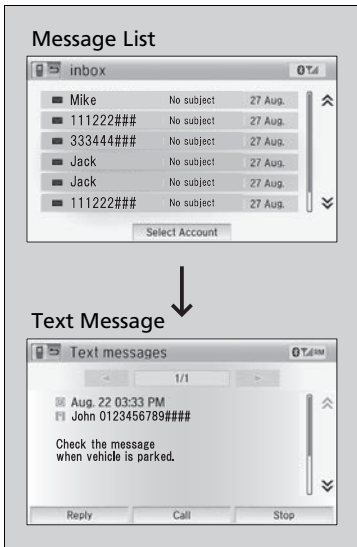 Message List
inbox
Mike No subject 27 Aug.
111222### No subject 27 Aug.
333444### No subject 27 Aug.
Jack No subject 27 Aug.
Jack No subject 27 Aug.
111222### No subject 27 Aug.
Select Account
Text Message
Text messages
1/1
Aug. 22 03:33 PM
John 0123456789####
Check the message
when vehicle is parked.
Reply Call Stop